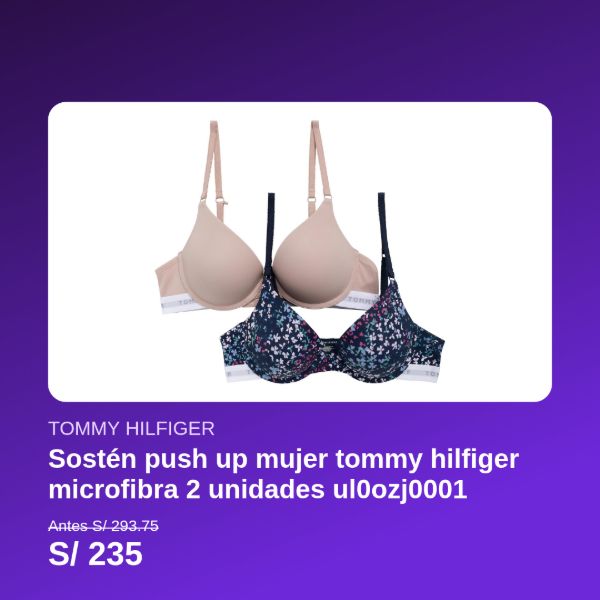 TOMMY HILFIGER
Sostén push up mujer tommy hilfiger
microfibra 2 unidades ul0ozj0001
Antes S/ 293.75
S/ 235